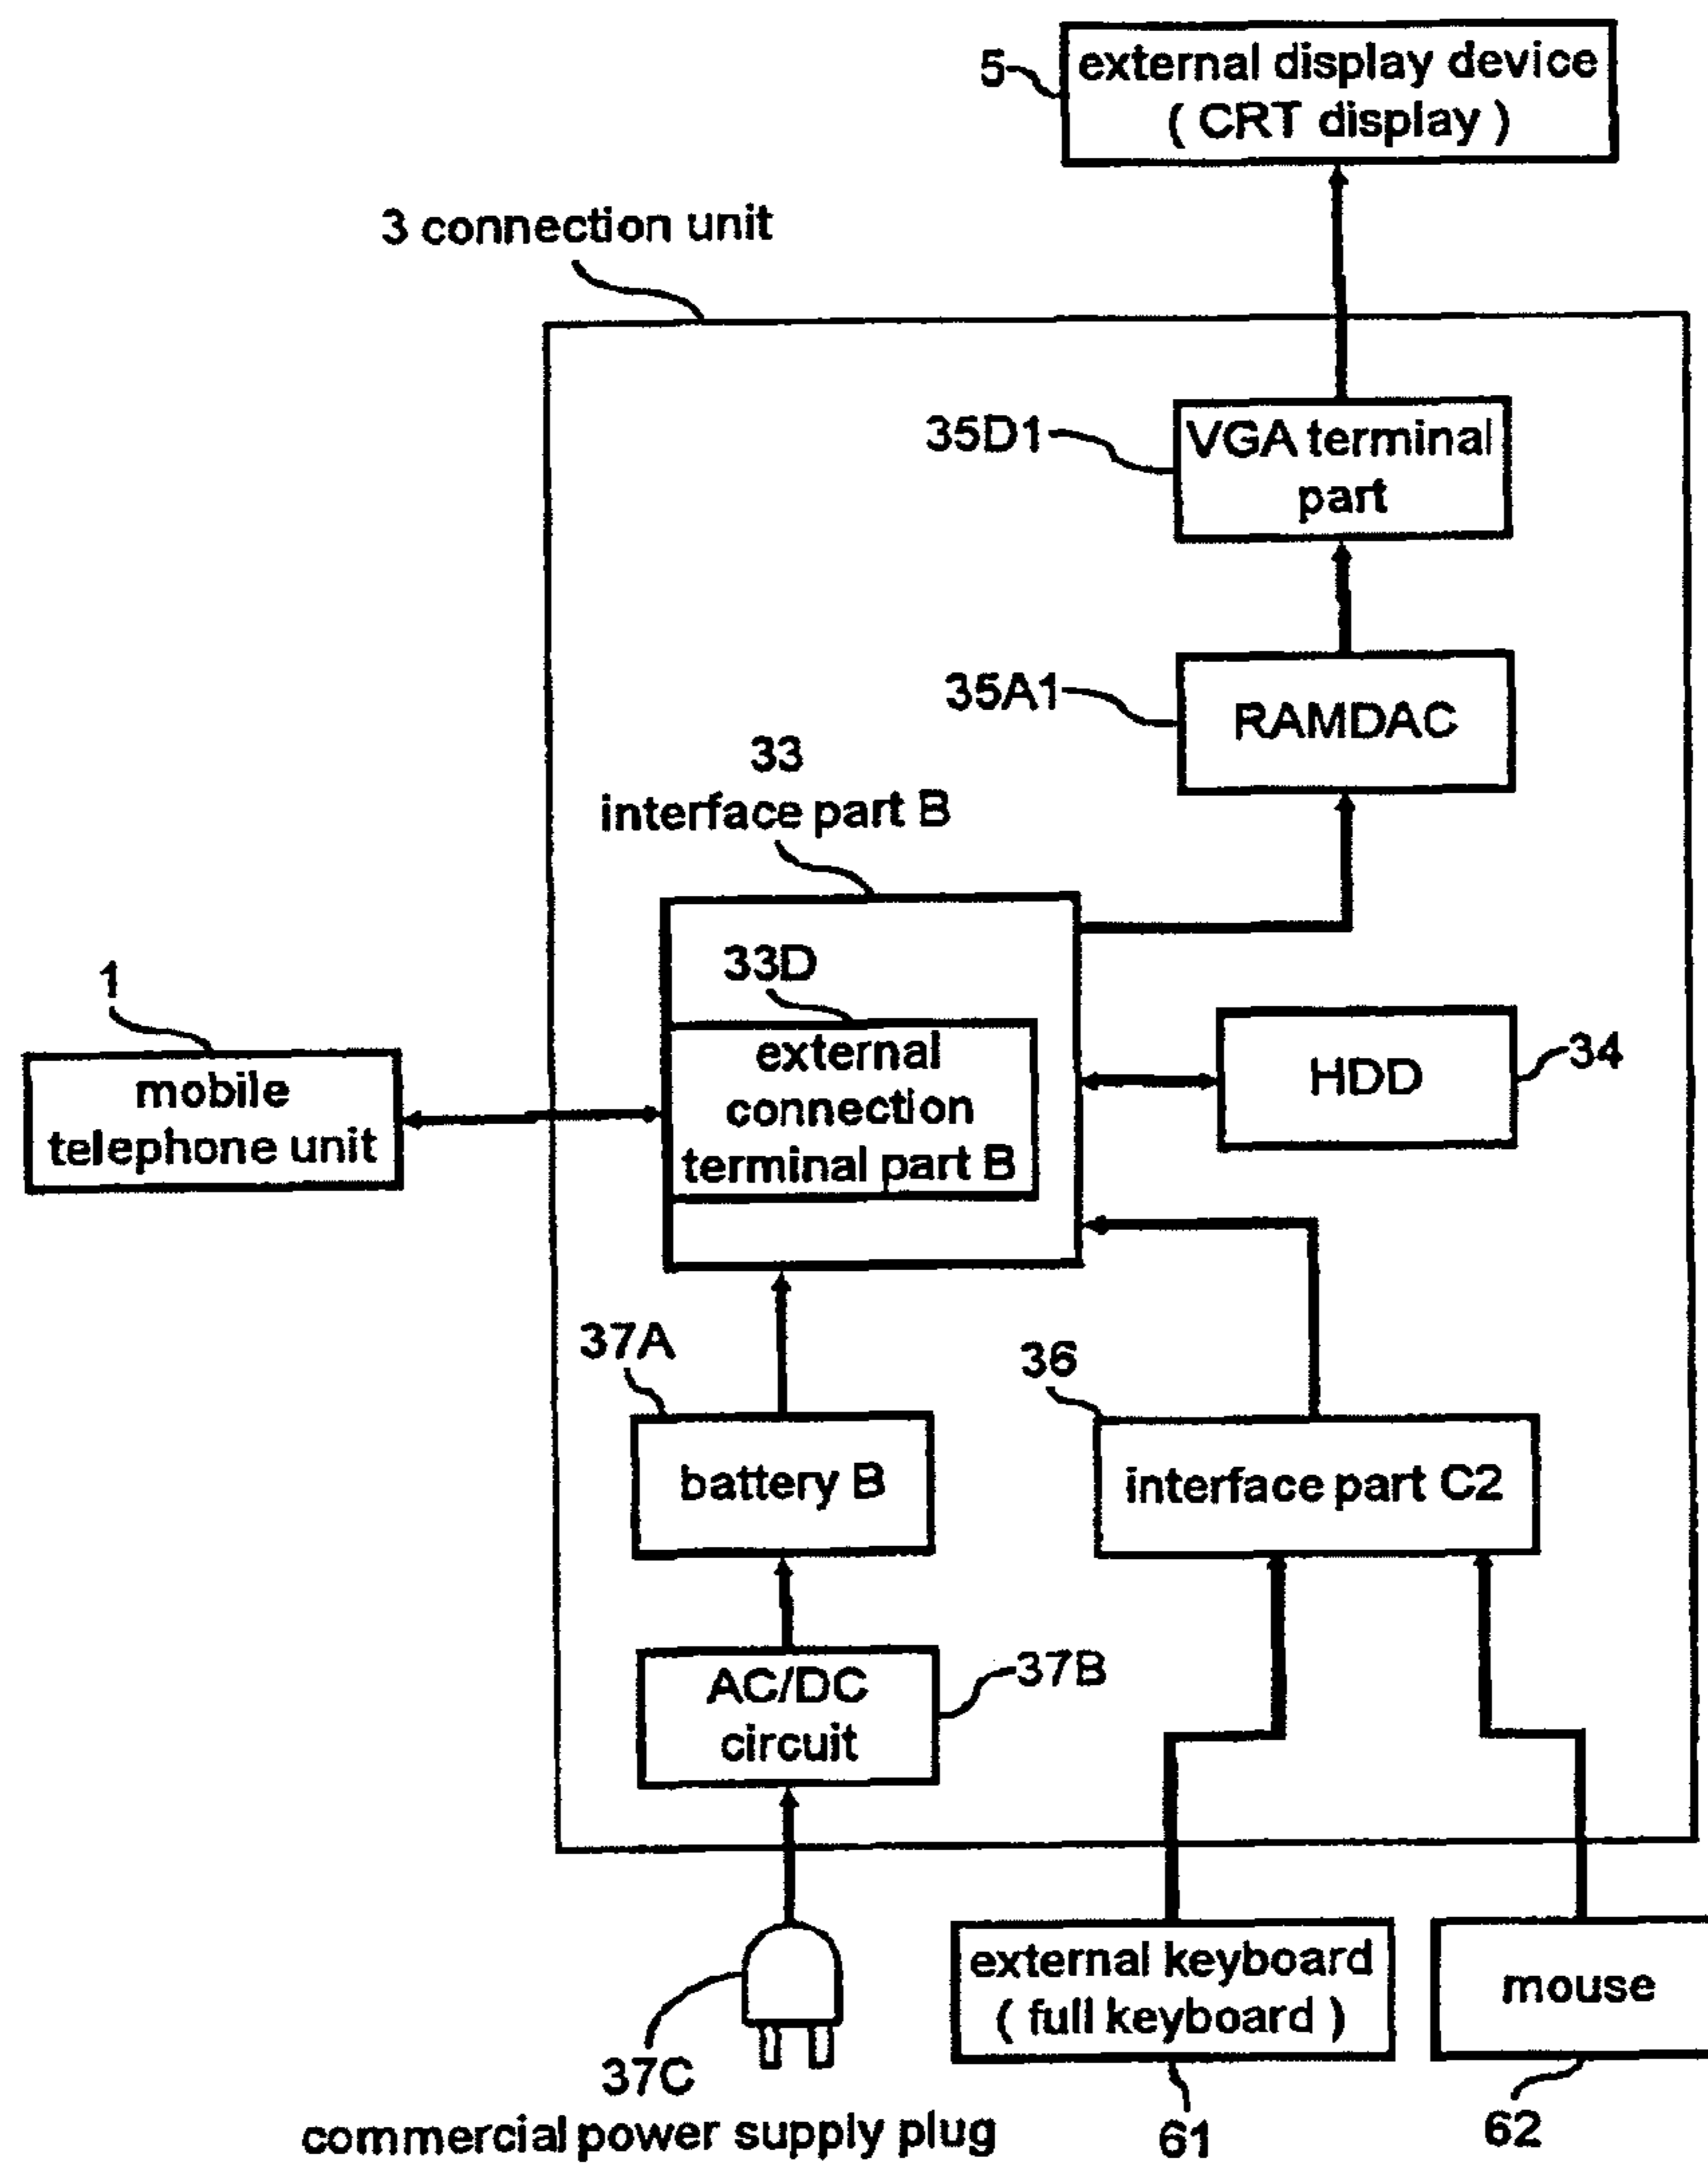 5
external display device
( CRT display )
3 connection unit
35D1
VGA terminal
part
35A1
RAMDAC
33
interface part B
33D
external
connection
terminal part B
1
mobile
telephone unit
HDD
34
37A
battery B
36
interface part C2
AC/DC
circuit
37B
37C
commercial power supply plug
external keyboard
( full keyboard )
61
mouse
62